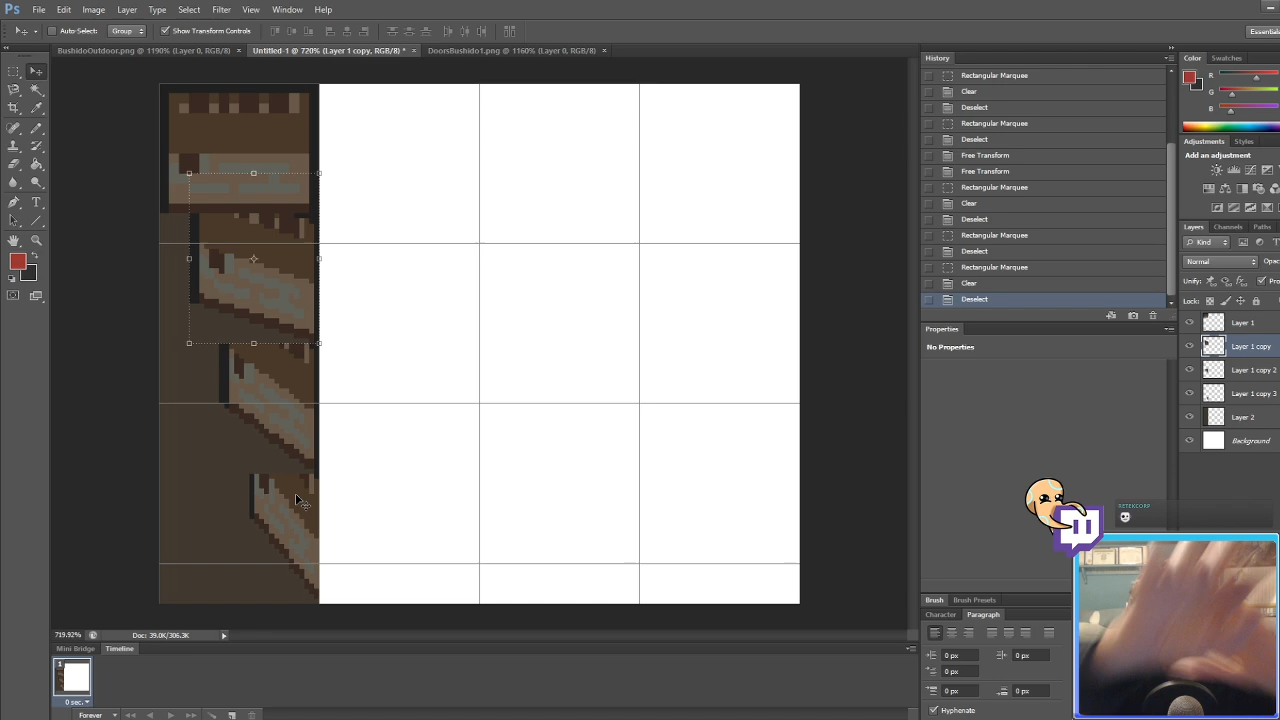 Ps File Edit Image Layer Type Select Filter View Window Help
Auto-Select: Group Show Transform Controls Essentials
BushidoOutdoor.png @ 1190% (Layer 0, RGB/8) × Untitled-1 @ 720% (Layer 1 copy, RGB/8) * × DoorsBushido1.png @ 1160% (Layer 0, RGB/8) ×
History
Rectangular Marquee
Clear
Deselect
Rectangular Marquee
Deselect
Free Transform
Free Transform
Rectangular Marquee
Clear
Deselect
Rectangular Marquee
Deselect
Rectangular Marquee
Clear
Deselect
Properties
No Properties
Color Swatches
R
G
B
Adjustments Styles
Add an adjustment
Layers Channels Paths
Kind
Normal Opac
Unify: Pro
Lock:
Layer 1
Layer 1 copy
Layer 1 copy 2
Layer 1 copy 3
Layer 2
Background
RETEKCORP
Brush Brush Presets
Character Paragraph
0 px 0 px
0 px
0 px 0 px
Hyphenate
719.92% Doc: 39.0K/306.3K
Mini Bridge Timeline
1
0 sec.
Forever